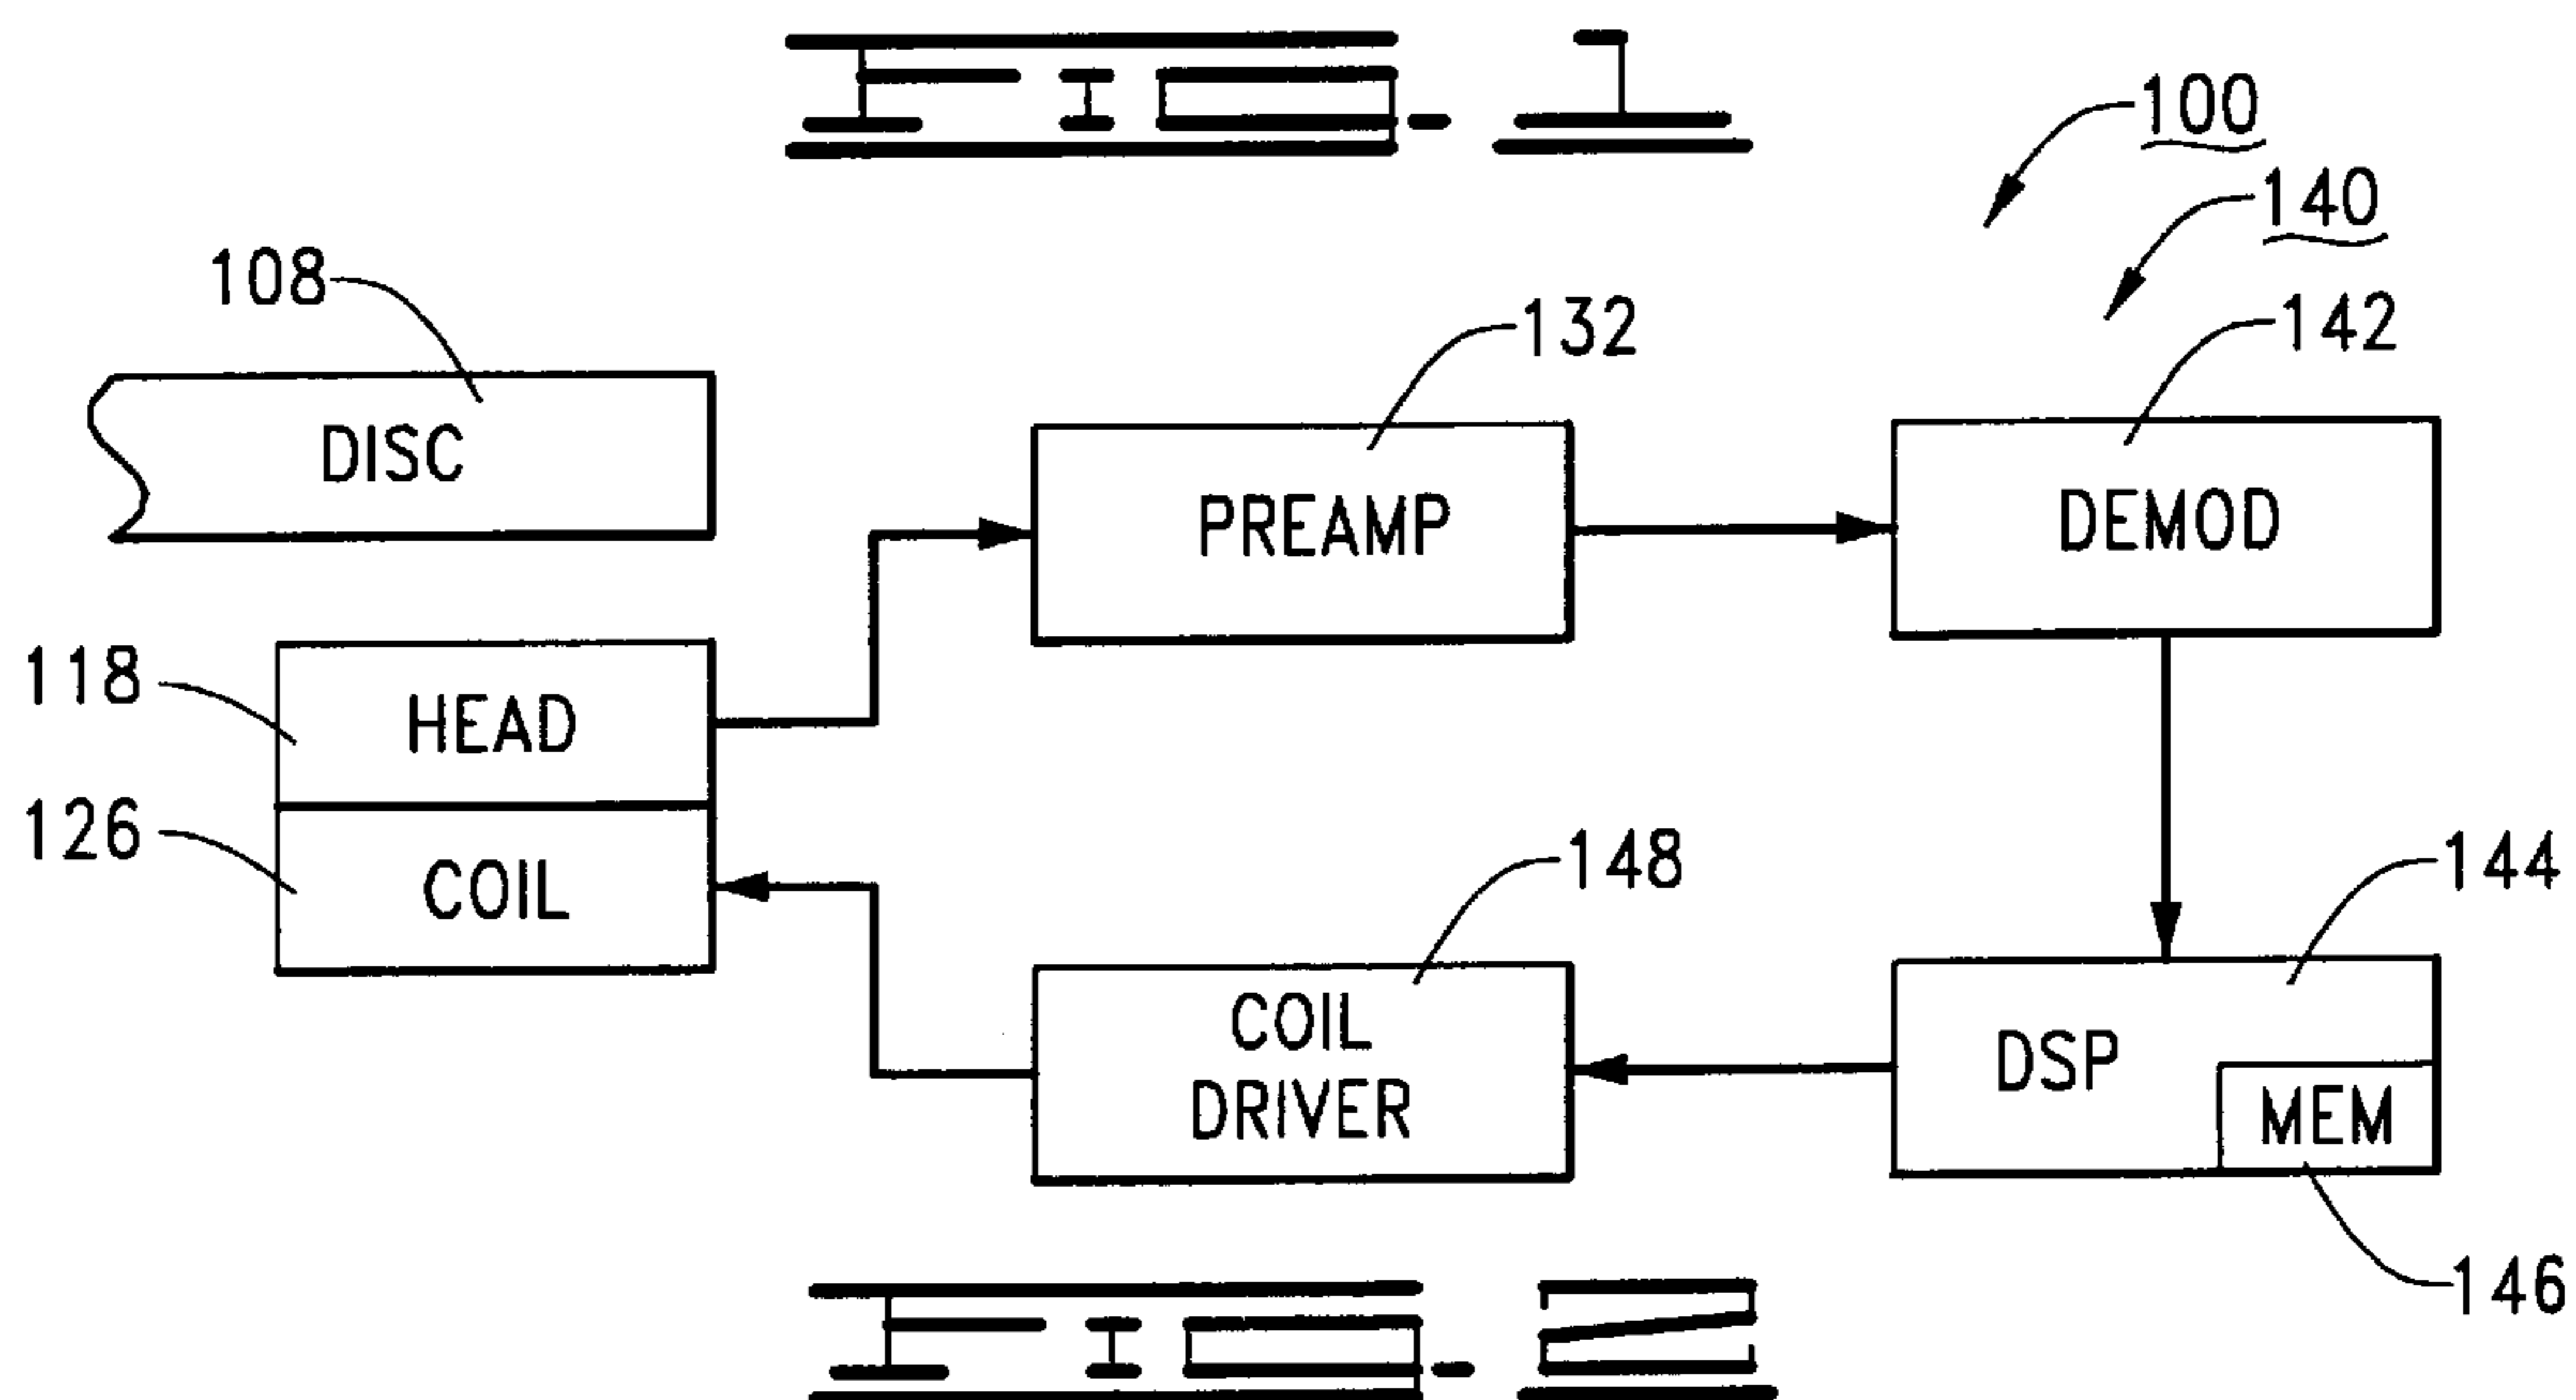 FIG. 1
100
140
108
132
142
DISC
PREAMP
DEMOD
118
HEAD
126
COIL
148
144
COIL
DRIVER
DSP
MEM
146
FIG. 2